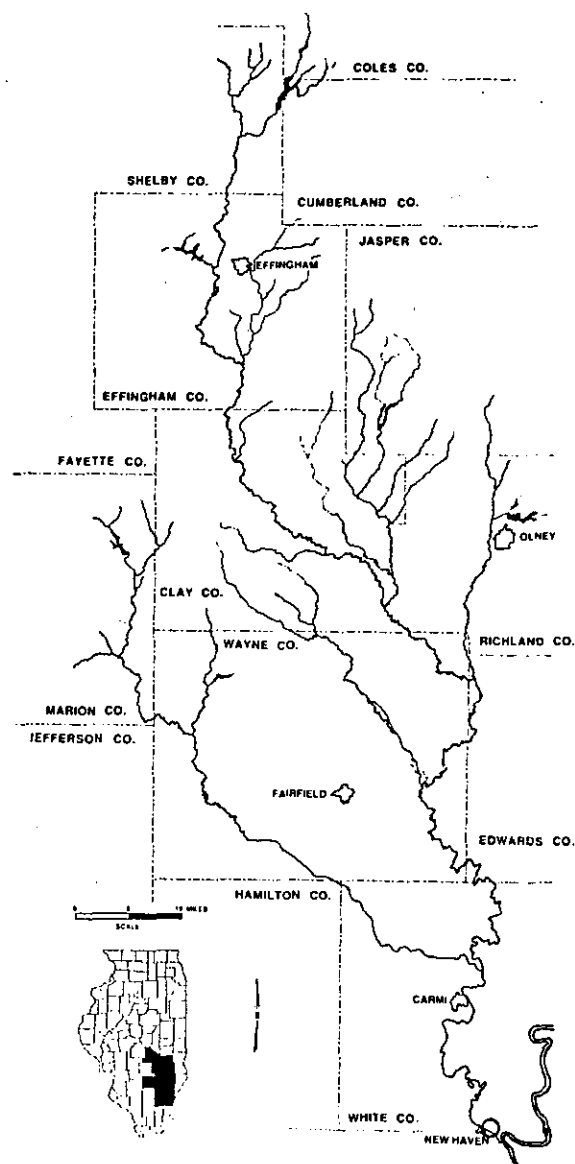 COLES CO.
SHELBY CO.
CUMBERLAND CO.
JASPER CO.
EFFINGHAM
EFFINGHAM CO.
FAYETTE CO.
OLNEY
CLAY CO.
WAYNE CO.
RICHLAND CO.
MARION CO.
JEFFERSON CO.
FAIRFIELD
EDWARDS CO.
HAMILTON CO.
SCALE
CARMI
WHITE CO.
NEW HAVEN